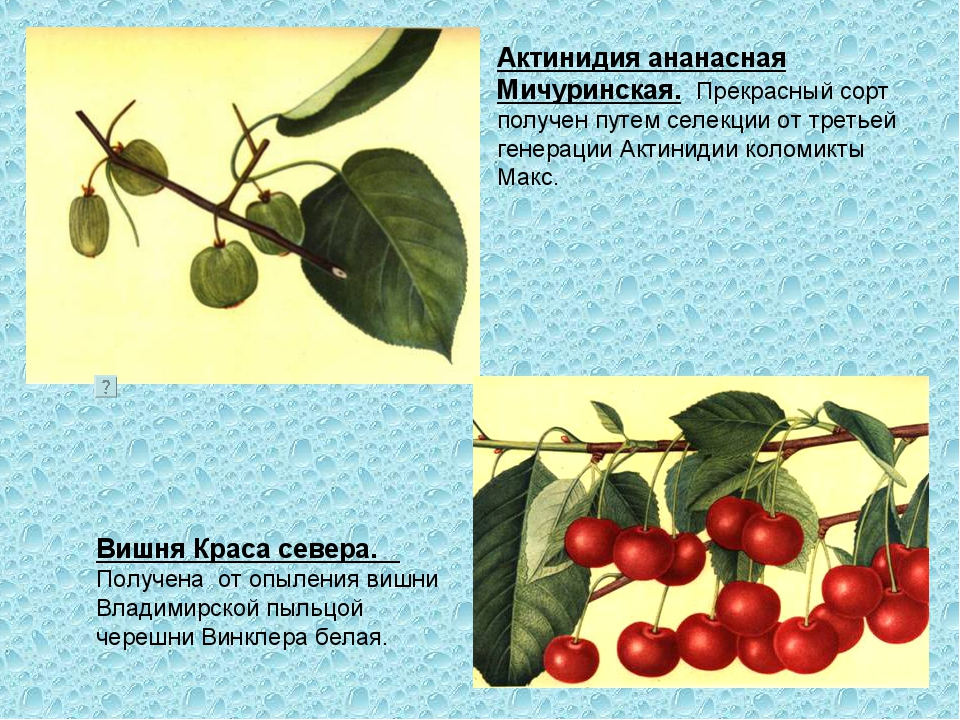 Актинидия ананасная
Мичуринская. Прекрасный сорт
получен путем селекции от третьей
генерации Актинидии коломикты
Макс.
?
Вишня Краса севера.
Получена от опыления вишни
Владимирской пыльцой
черешни Винклера белая.